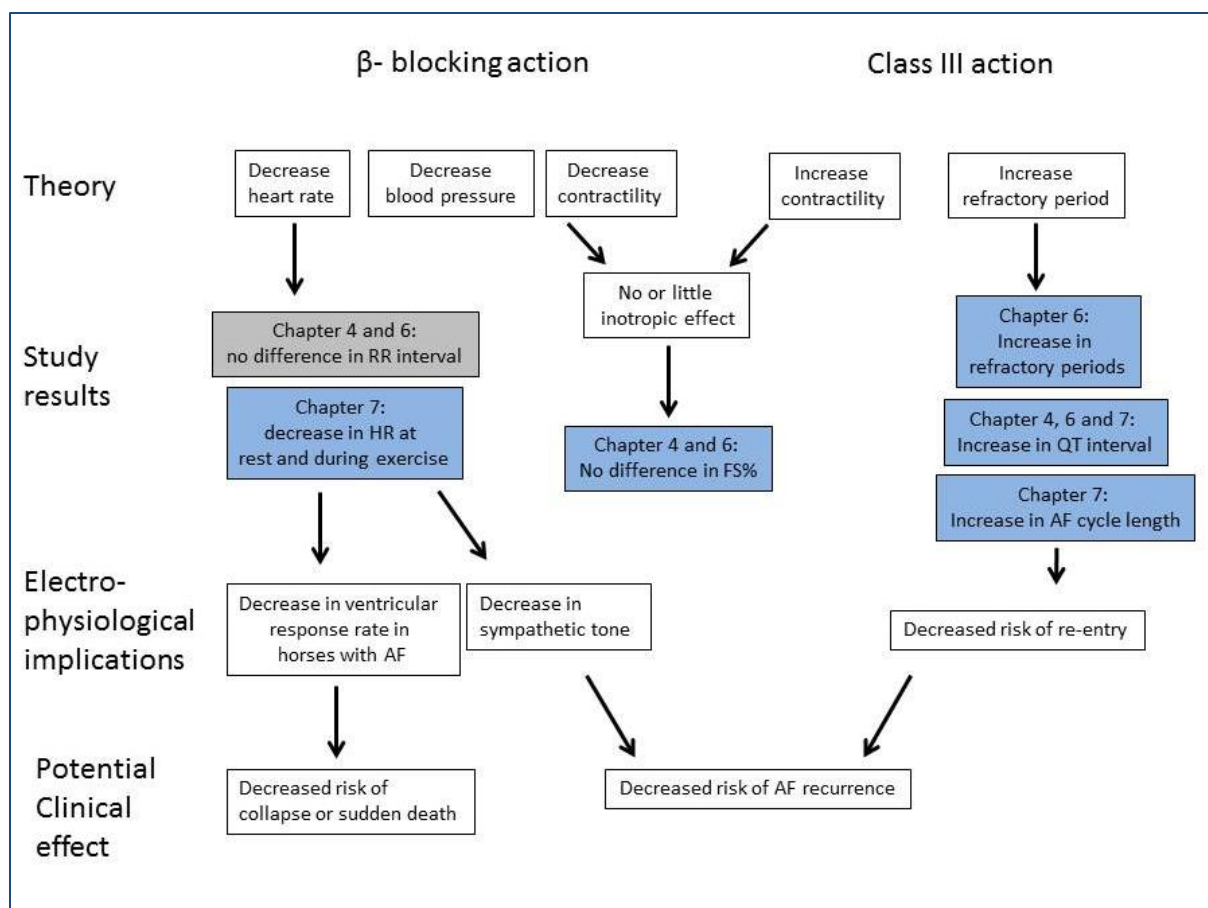 β- blocking action
Class III action
Theory
Decrease
heart rate
Decrease
blood pressure
Decrease
contractility
Increase
contractility
Increase
refractory period
No or little
inotropic effect
Study
results
Chapter 4 and 6:
no difference in RR interval
Chapter 7:
decrease in HR at
rest and during exercise
Chapter 4 and 6:
No difference in FS%
Chapter 6:
Increase in
refractory periods
Chapter 4, 6 and 7:
Increase in QT interval
Chapter 7:
Increase in AF cycle length
Electro-
physiological
implications
Decrease in ventricular
response rate in
horses with AF
Decrease in
sympathetic tone
Decreased risk of re-entry
Potential
Clinical
effect
Decreased risk of
collapse or sudden death
Decreased risk of AF recurrence